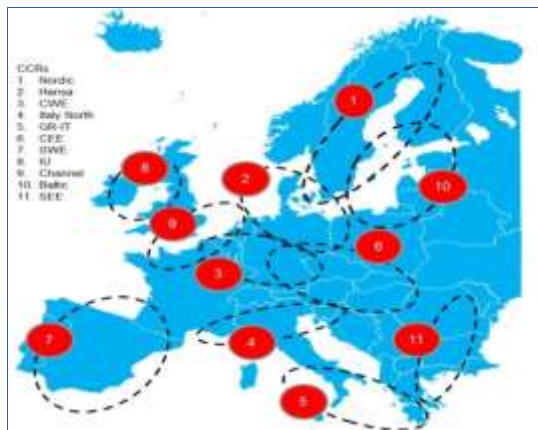 CCRs
1. Nordic
2. Hansa
3. CWE
4. Italy North
5. GR-IT
6. CEE
7. SWE
8. IU
9. Channel
10. Baltic
11. SEE
1
8
2
10
9
6
3
7
4
11
5